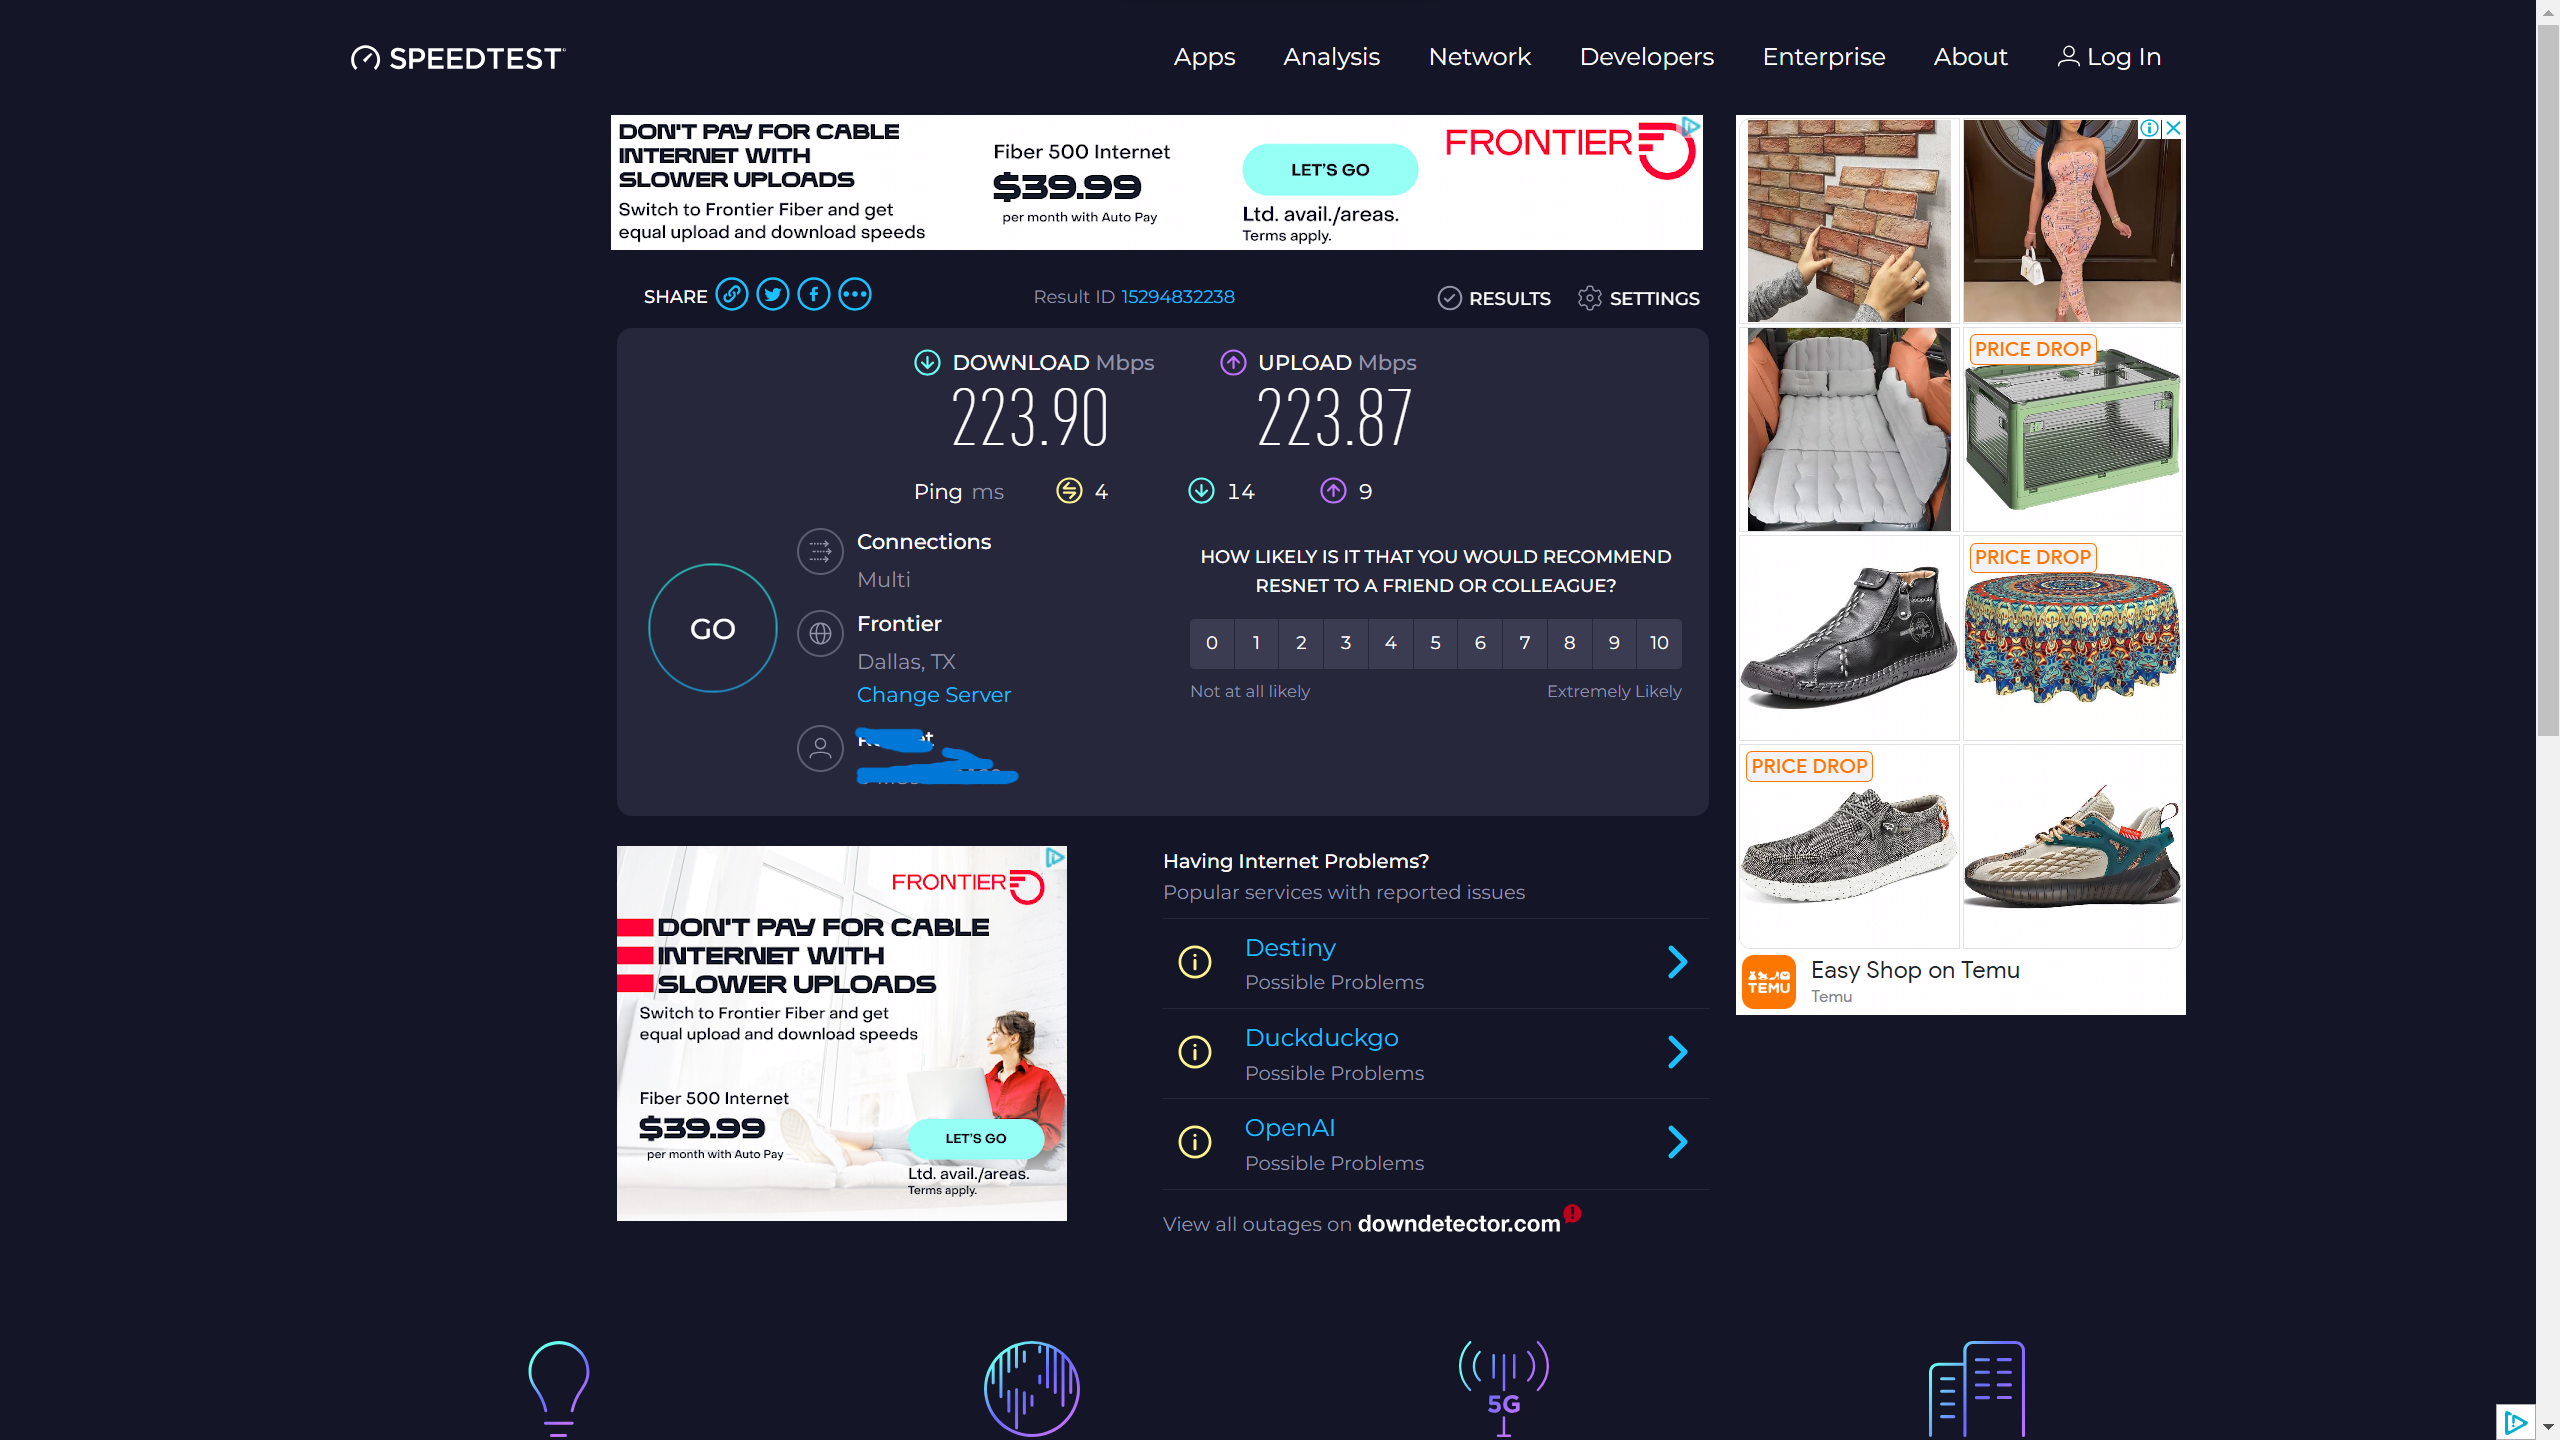 SPEEDTEST
Apps Analysis Network Developers Enterprise About Log In
DON'T PAY FOR CABLE
INTERNET WITH
SLOWER UPLOADS
Switch to Frontier Fiber and get
equal upload and download speeds
Fiber 500 Internet
$39.99
per month with Auto Pay
LET'S GO
Ltd. avail./areas.
Terms apply.
FRONTIER
SHARE
Result ID 15294832238
RESULTS SETTINGS
DOWNLOAD Mbps
223.90
UPLOAD Mbps
223.87
Ping ms 4 14 9
GO
Connections
Multi
Frontier
Dallas, TX
Change Server
HOW LIKELY IS IT THAT YOU WOULD RECOMMEND
RESNET TO A FRIEND OR COLLEAGUE?
0 1 2 3 4 5 6 7 8 9 10
Not at all likely Extremely Likely
PRICE DROP
PRICE DROP
PRICE DROP
TEMU
Easy Shop on Temu
Temu
FRONTIER
DON'T PAY FOR CABLE
INTERNET WITH
SLOWER UPLOADS
Switch to Frontier Fiber and get
equal upload and download speeds
Fiber 500 Internet
$39.99
per month with Auto Pay
LET'S GO
Ltd. avail./areas.
Terms apply.
Having Internet Problems?
Popular services with reported issues
Destiny
Possible Problems
Duckduckgo
Possible Problems
OpenAI
Possible Problems
View all outages on downdetector.com
5G